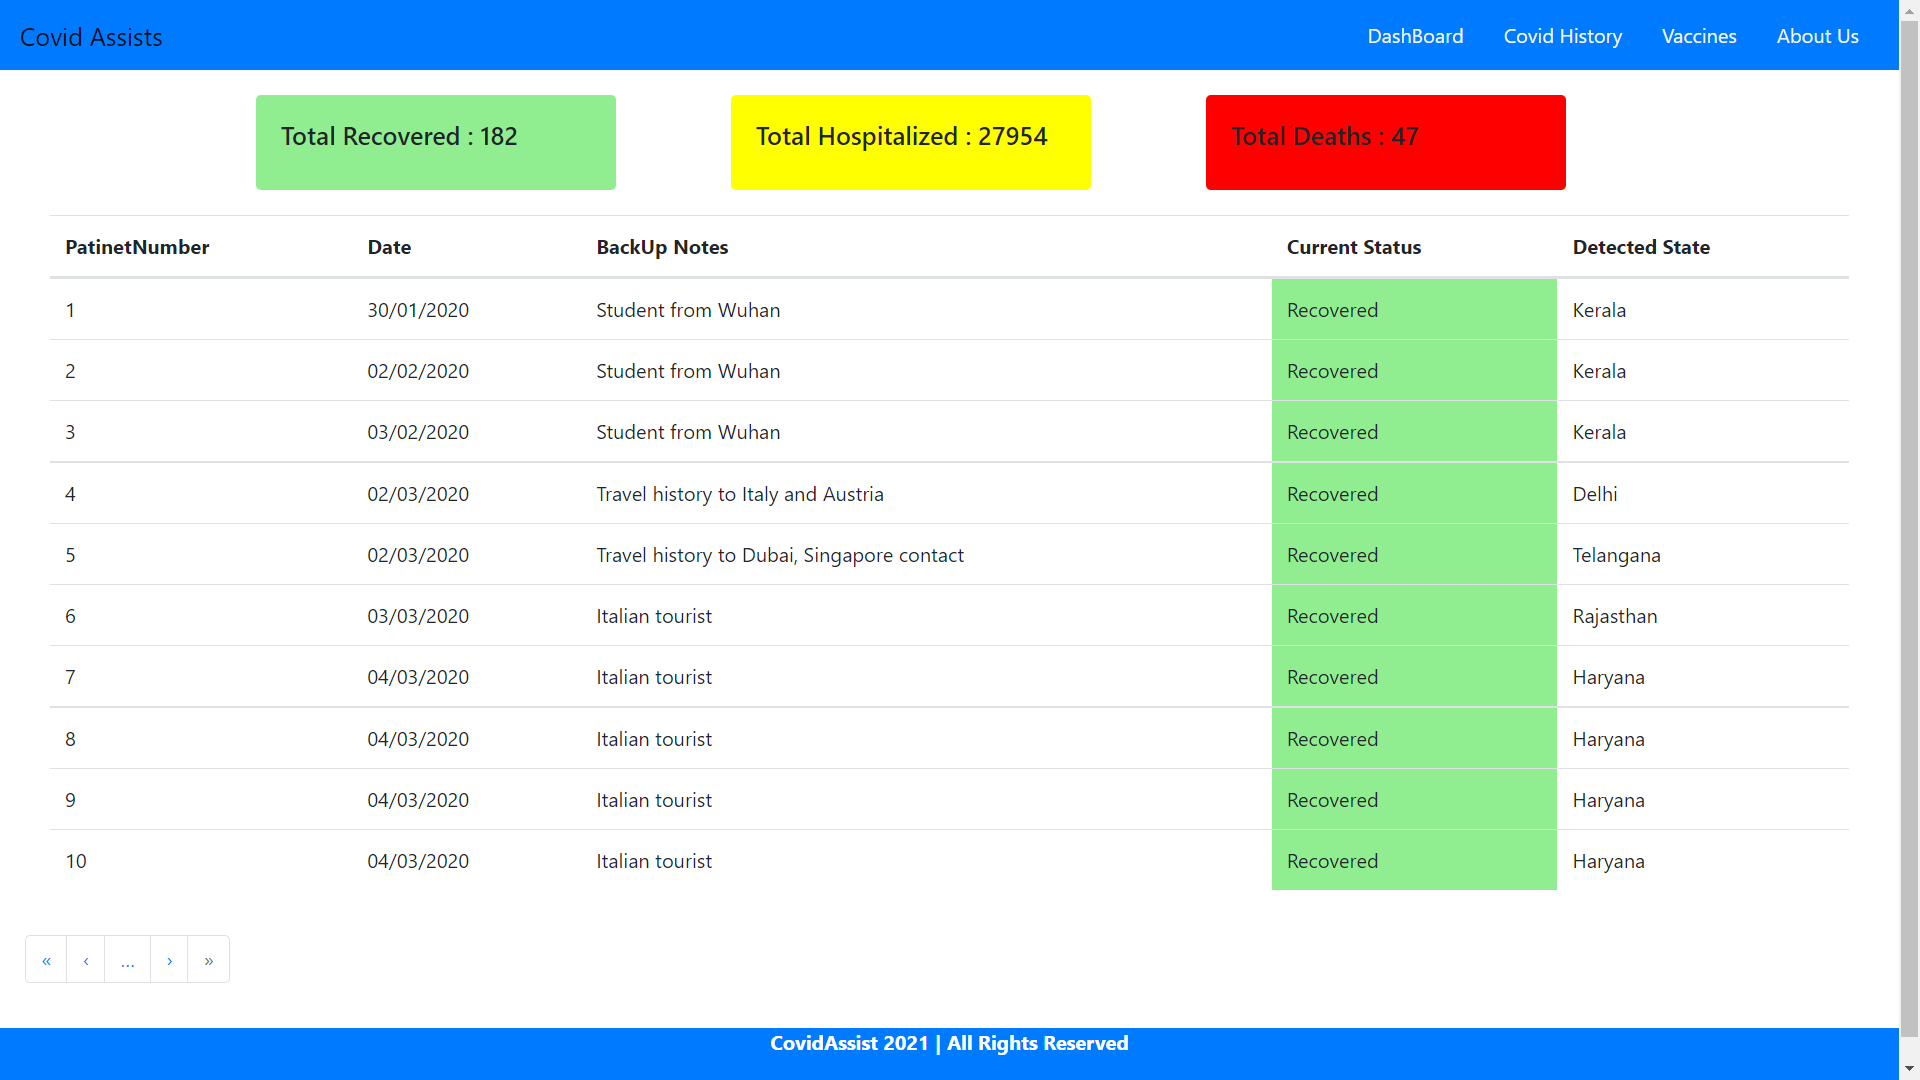 Covid Assists DashBoard Covid History Vaccines About Us
Total Recovered : 182 Total Hospitalized : 27954 Total Deaths : 47
PatinetNumber Date BackUp Notes Current Status Detected State
1 30/01/2020 Student from Wuhan Recovered Kerala
2 02/02/2020 Student from Wuhan Recovered Kerala
3 03/02/2020 Student from Wuhan Recovered Kerala
4 02/03/2020 Travel history to Italy and Austria Recovered Delhi
5 02/03/2020 Travel history to Dubai, Singapore contact Recovered Telangana
6 03/03/2020 Italian tourist Recovered Rajasthan
7 04/03/2020 Italian tourist Recovered Haryana
8 04/03/2020 Italian tourist Recovered Haryana
9 04/03/2020 Italian tourist Recovered Haryana
10 04/03/2020 Italian tourist Recovered Haryana
« ‹ ... › »
CovidAssist 2021 | All Rights Reserved